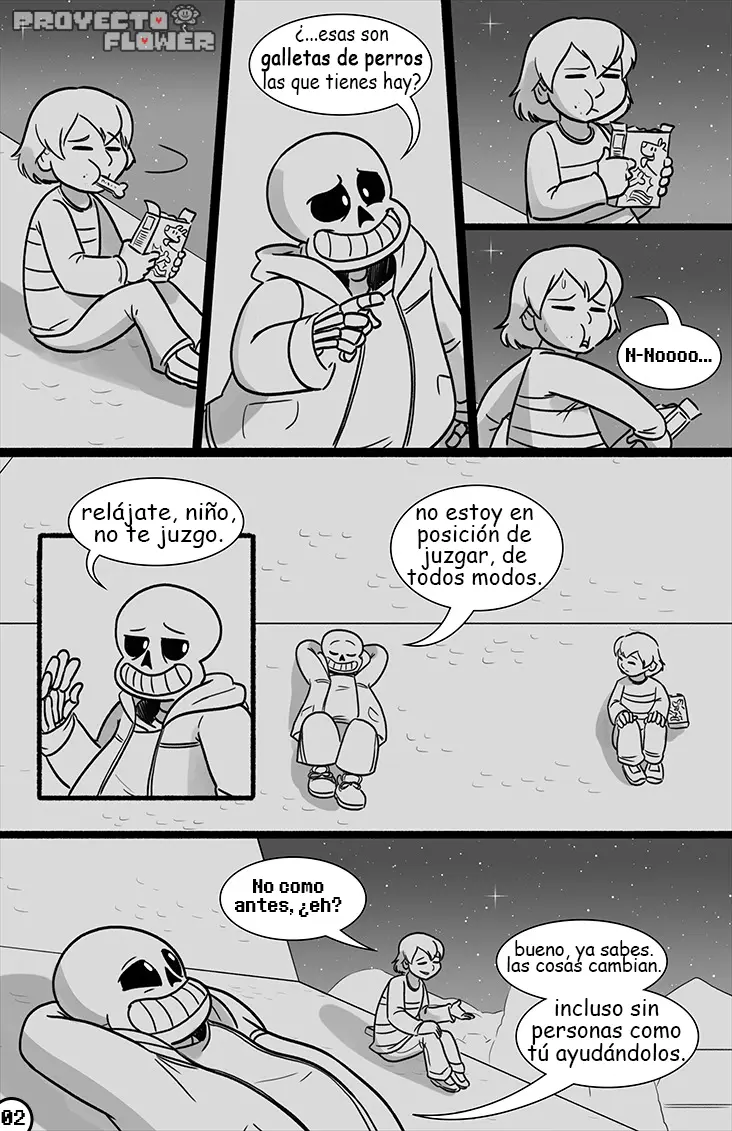 PROYECTO
FLOWER
¿...esas son
galletas de perros
las que tienes hay?
N-Noooo...
relájate, niño,
no te juzgo.
no estoy en
posición de
juzgar, de
todos modos.
No como
antes, ¿eh?
bueno, ya sabes.
las cosas cambian.
incluso sin
personas como
tú ayudándolos.
02